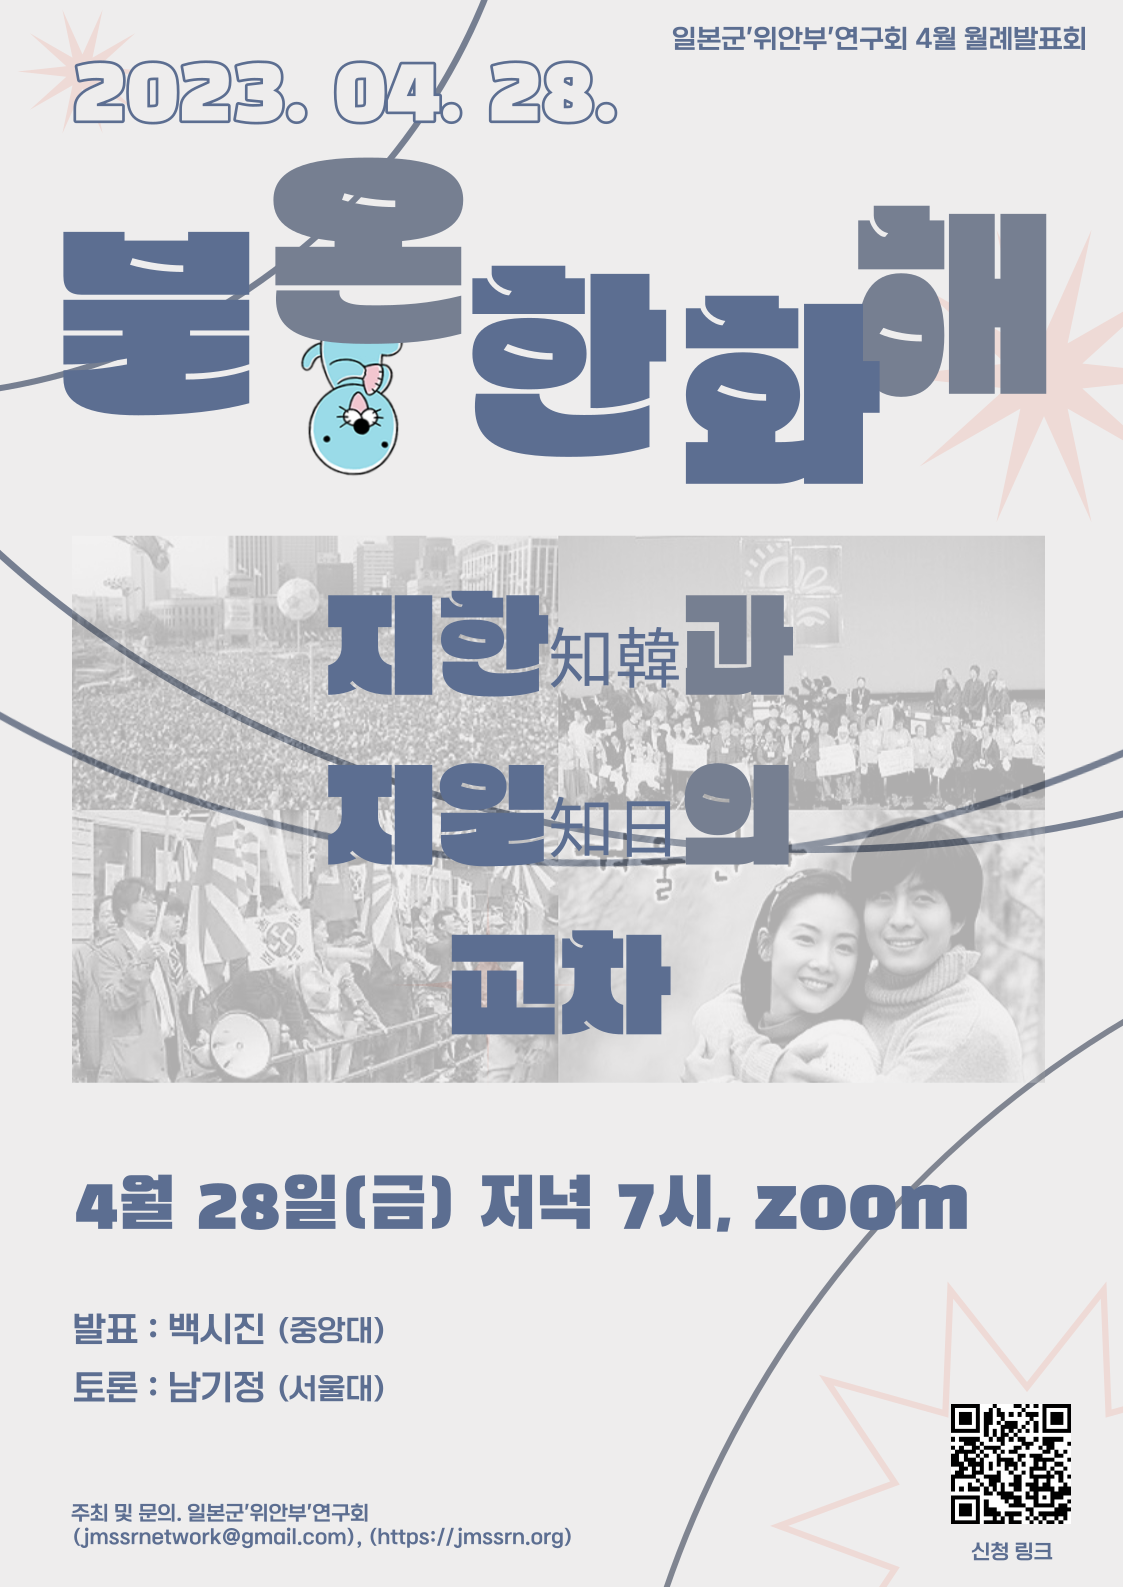 일본군'위안부'연구회 4월 월례발표회
2023. 04. 28.
불온한 화해
지한知韓과
지일知日의
교차
4월 28일(금) 저녁 7시, zoom
발표 : 백시진 (중앙대)
토론 : 남기정 (서울대)
주최 및 문의. 일본군'위안부'연구회
(jmssrnetwork@gmail.com), (https://jmssrn.org)
신청 링크